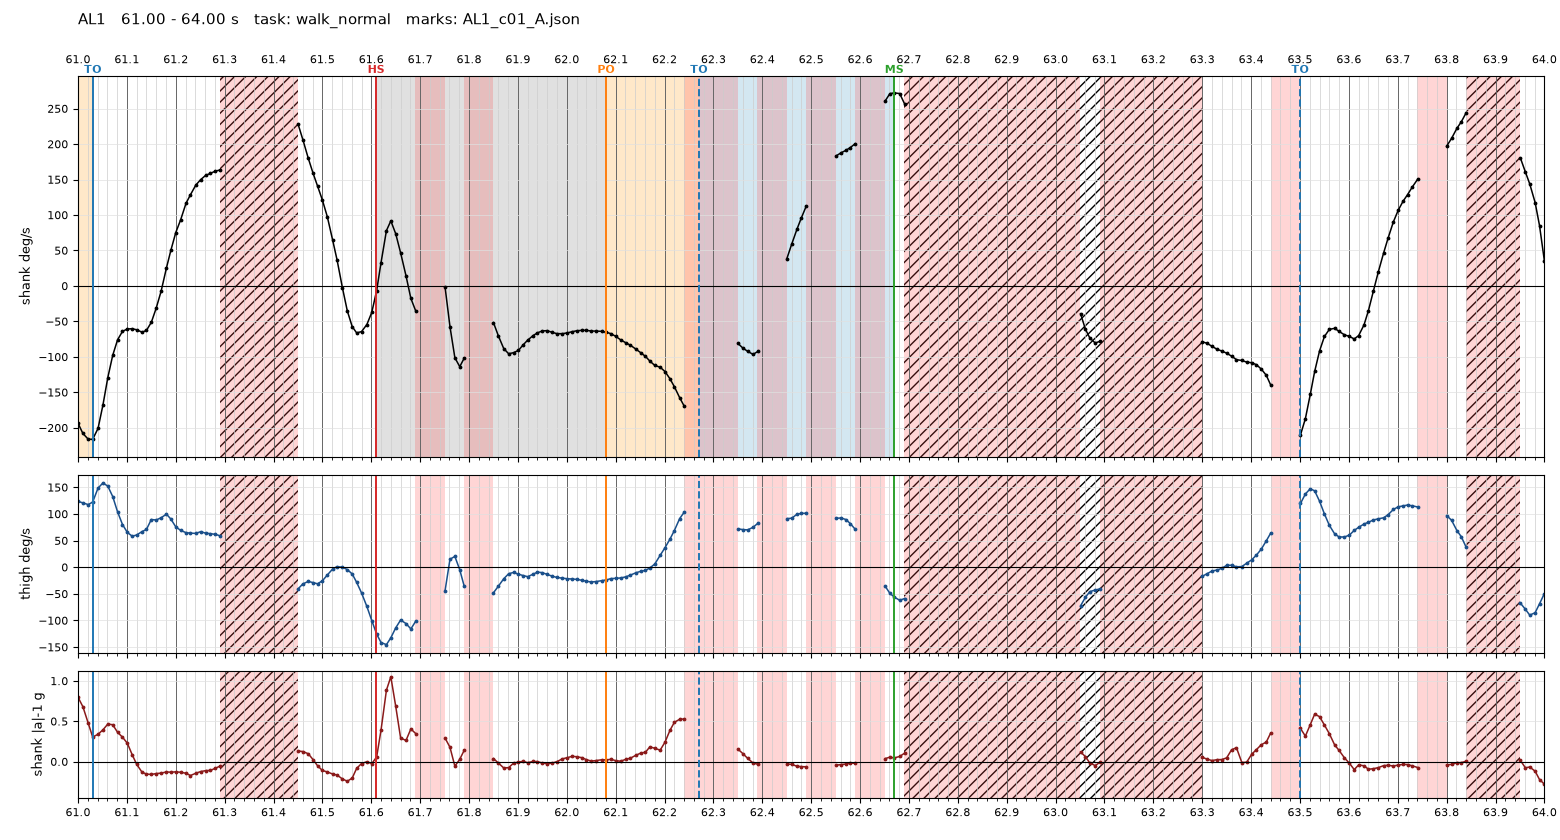 AL1   61.00 - 64.00 s   task: walk_normal   marks: AL1_c01_A.json
61.0 61.1 61.2 61.3 61.4 61.5 61.6 61.7 61.8 61.9 62.0 62.1 62.2 62.3 62.4 62.5 62.6 62.7 62.8 62.9 63.0 63.1 63.2 63.3 63.4 63.5 63.6 63.7 63.8 63.9 64.0
TO HS PO TO MS TO
shank deg/s
250
200
150
100
50
0
−50
−100
−150
−200
thigh deg/s
150
100
50
0
−50
−100
−150
shank |a|-1 g
1.0
0.5
0.0
61.0 61.1 61.2 61.3 61.4 61.5 61.6 61.7 61.8 61.9 62.0 62.1 62.2 62.3 62.4 62.5 62.6 62.7 62.8 62.9 63.0 63.1 63.2 63.3 63.4 63.5 63.6 63.7 63.8 63.9 64.0